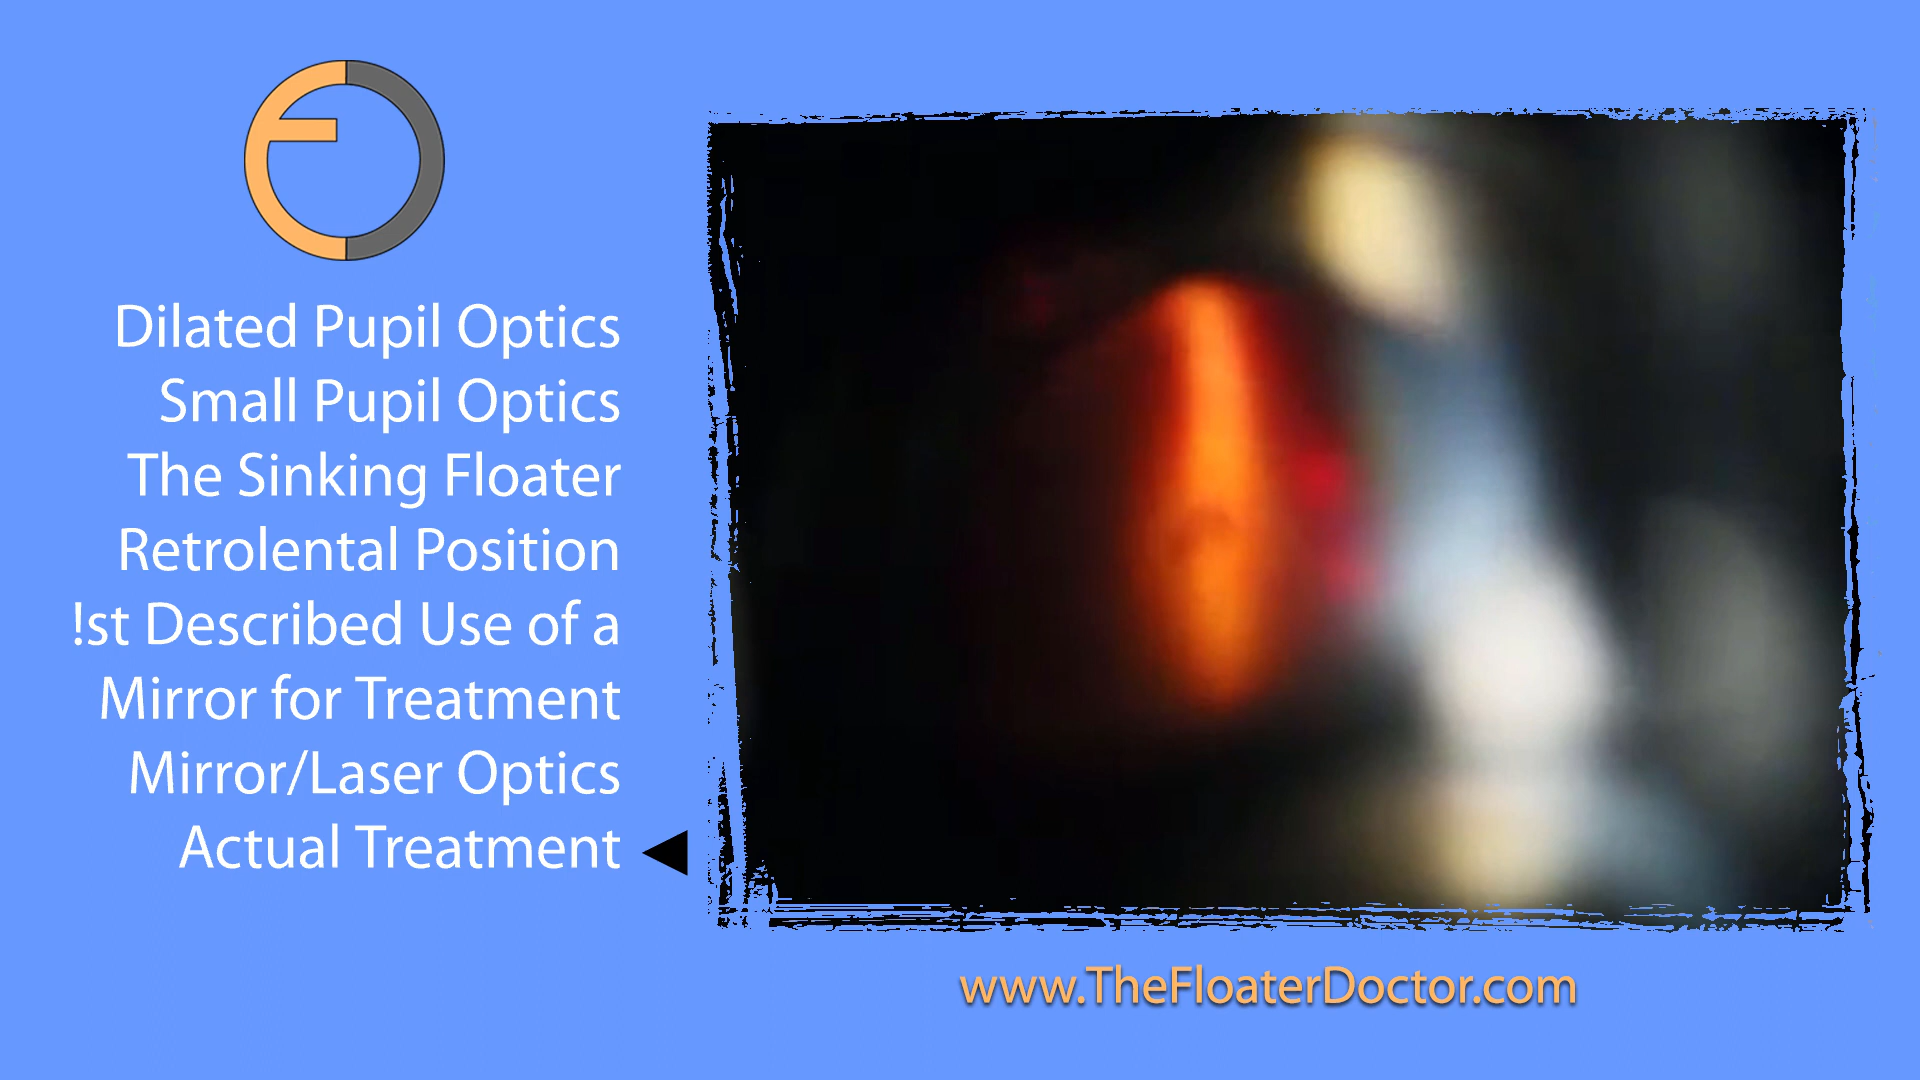 Dilated Pupil Optics
Small Pupil Optics
The Sinking Floater
Retrolental Position
!st Described Use of a
Mirror for Treatment
Mirror/Laser Optics
Actual Treatment
www.TheFloaterDoctor.com